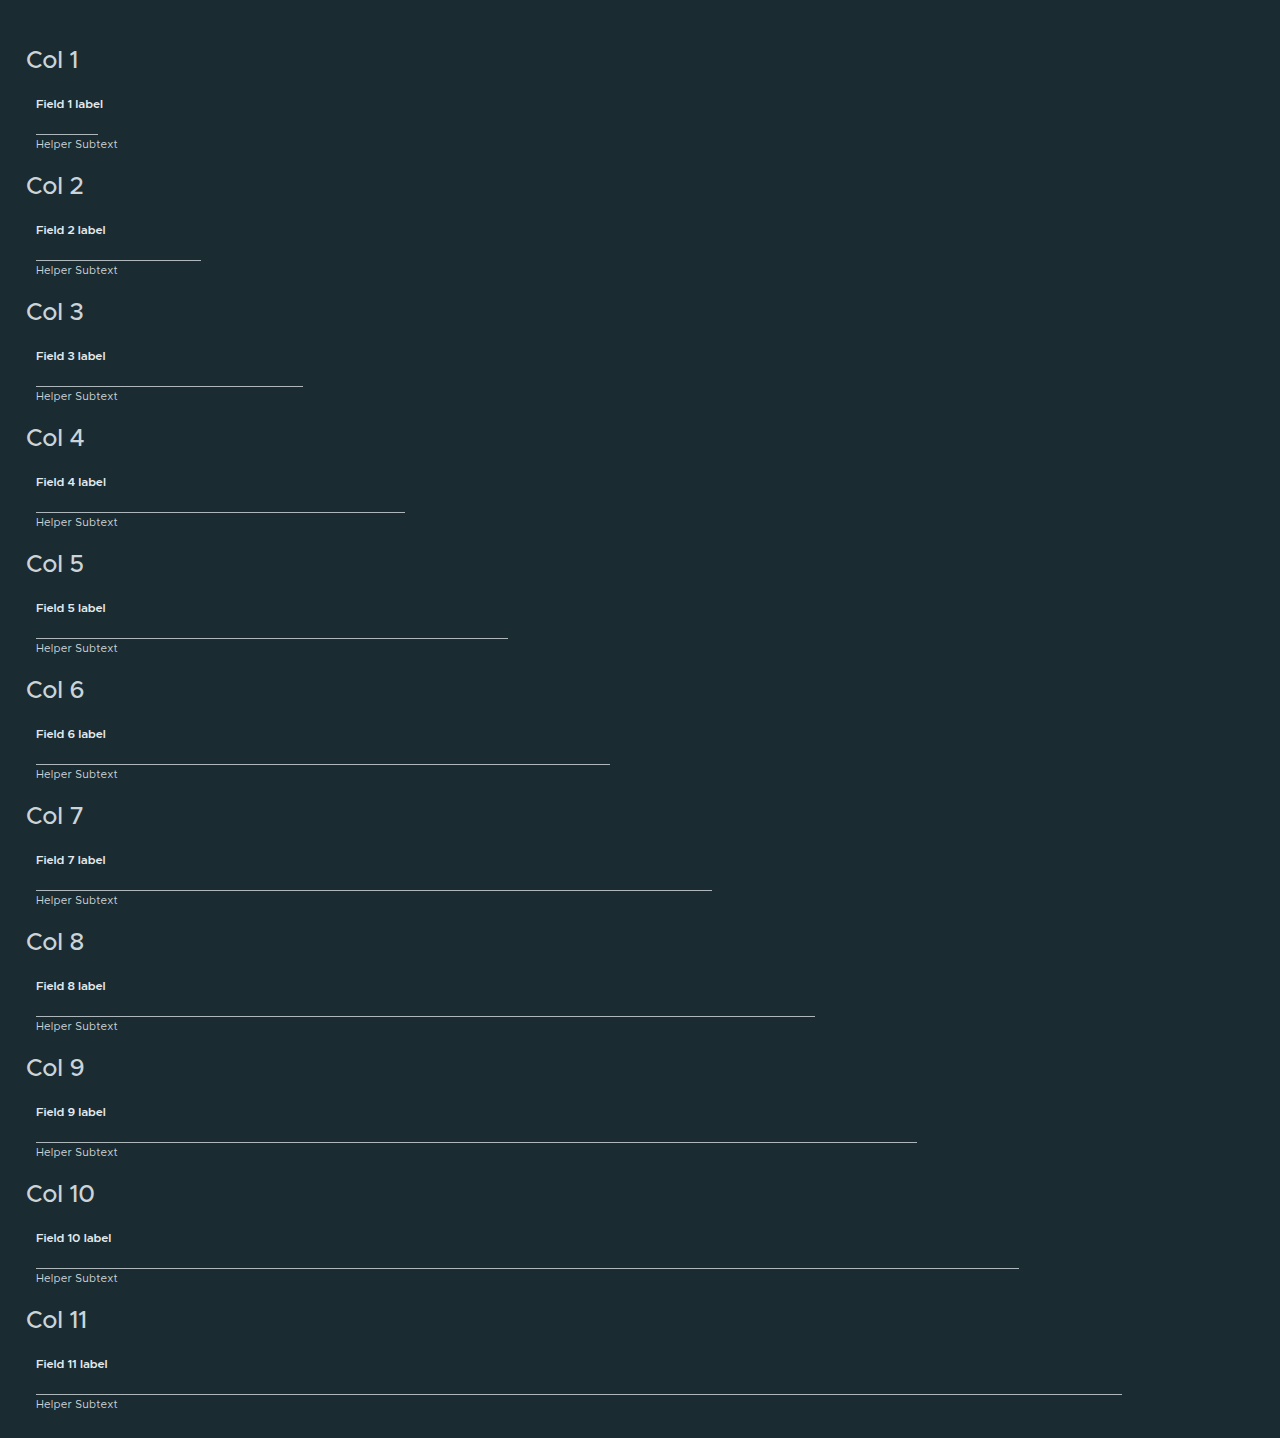 Col 1
Field 1 label
Helper Subtext
Col 2
Field 2 label
Helper Subtext
Col 3
Field 3 label
Helper Subtext
Col 4
Field 4 label
Helper Subtext
Col 5
Field 5 label
Helper Subtext
Col 6
Field 6 label
Helper Subtext
Col 7
Field 7 label
Helper Subtext
Col 8
Field 8 label
Helper Subtext
Col 9
Field 9 label
Helper Subtext
Col 10
Field 10 label
Helper Subtext
Col 11
Field 11 label
Helper Subtext